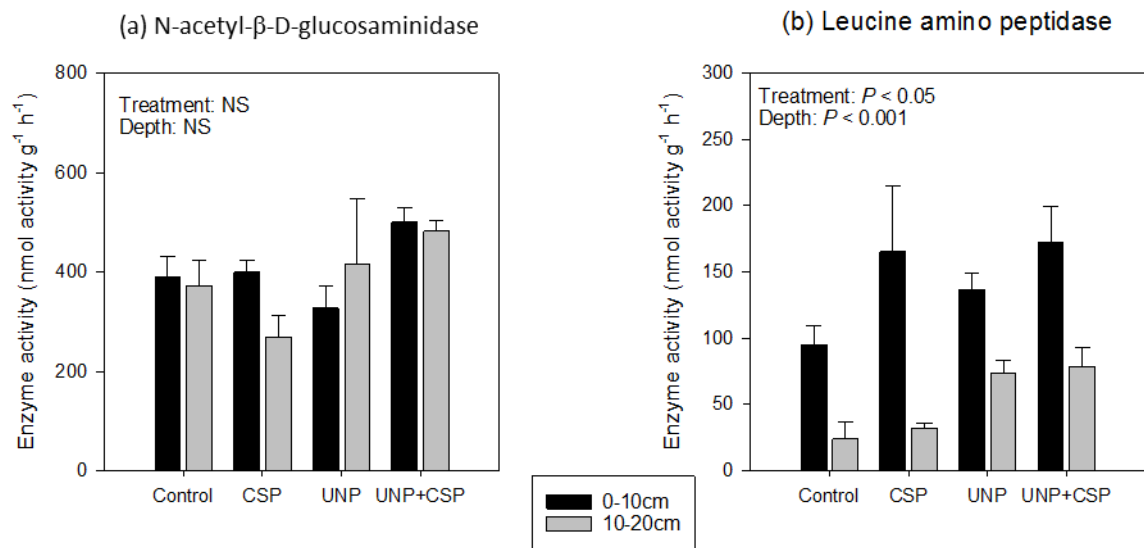 (a) N-acetyl-β-D-glucosaminidase
Enzyme activity (nmol activity g⁻¹ h⁻¹)
800
600
400
200
0
Treatment: NS
Depth: NS
Control CSP UNP UNP+CSP
(b) Leucine amino peptidase
Enzyme activity (nmol activity g⁻¹ h⁻¹)
300
250
200
150
100
50
0
Treatment: P < 0.05
Depth: P < 0.001
Control CSP UNP UNP+CSP
0-10cm
10-20cm